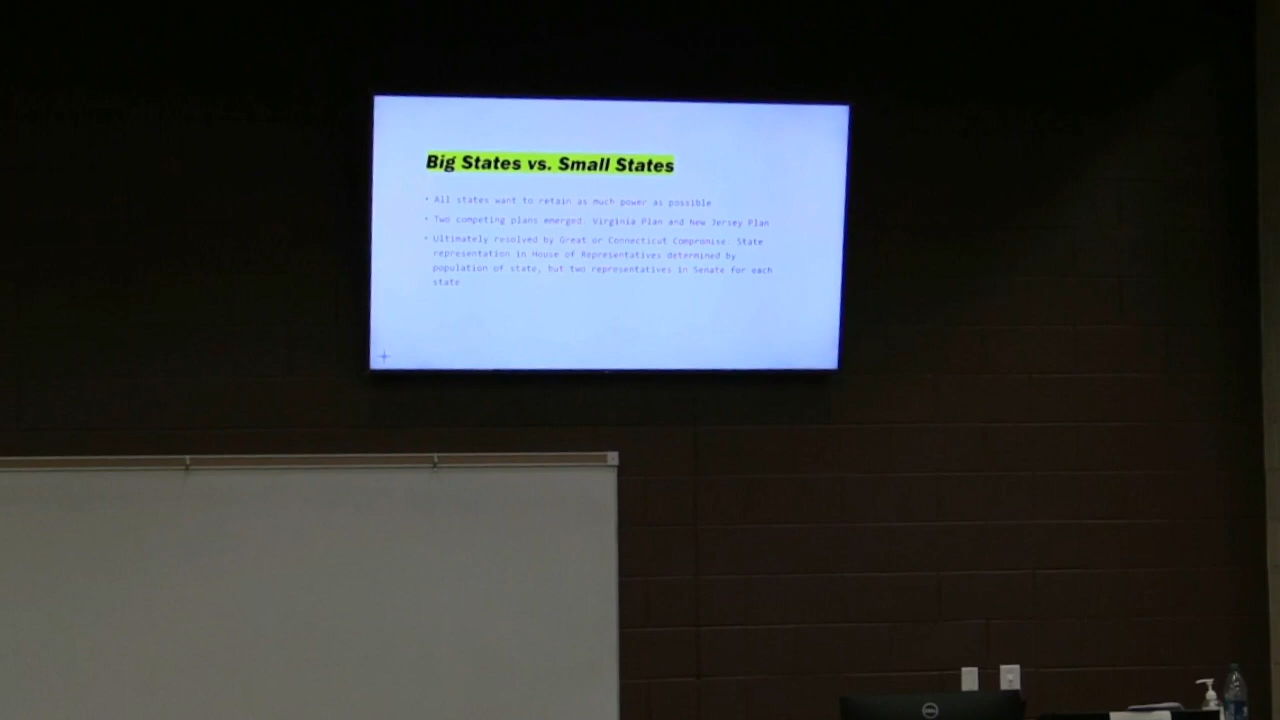 Big States vs. Small States
• All states want to retain as much power as possible
• Two competing plans emerged: Virginia Plan and New Jersey Plan
• Ultimately resolved by Great or Connecticut Compromise: State
representation in House of Representatives determined by
population of state, but two representatives in Senate for each
state
DELL